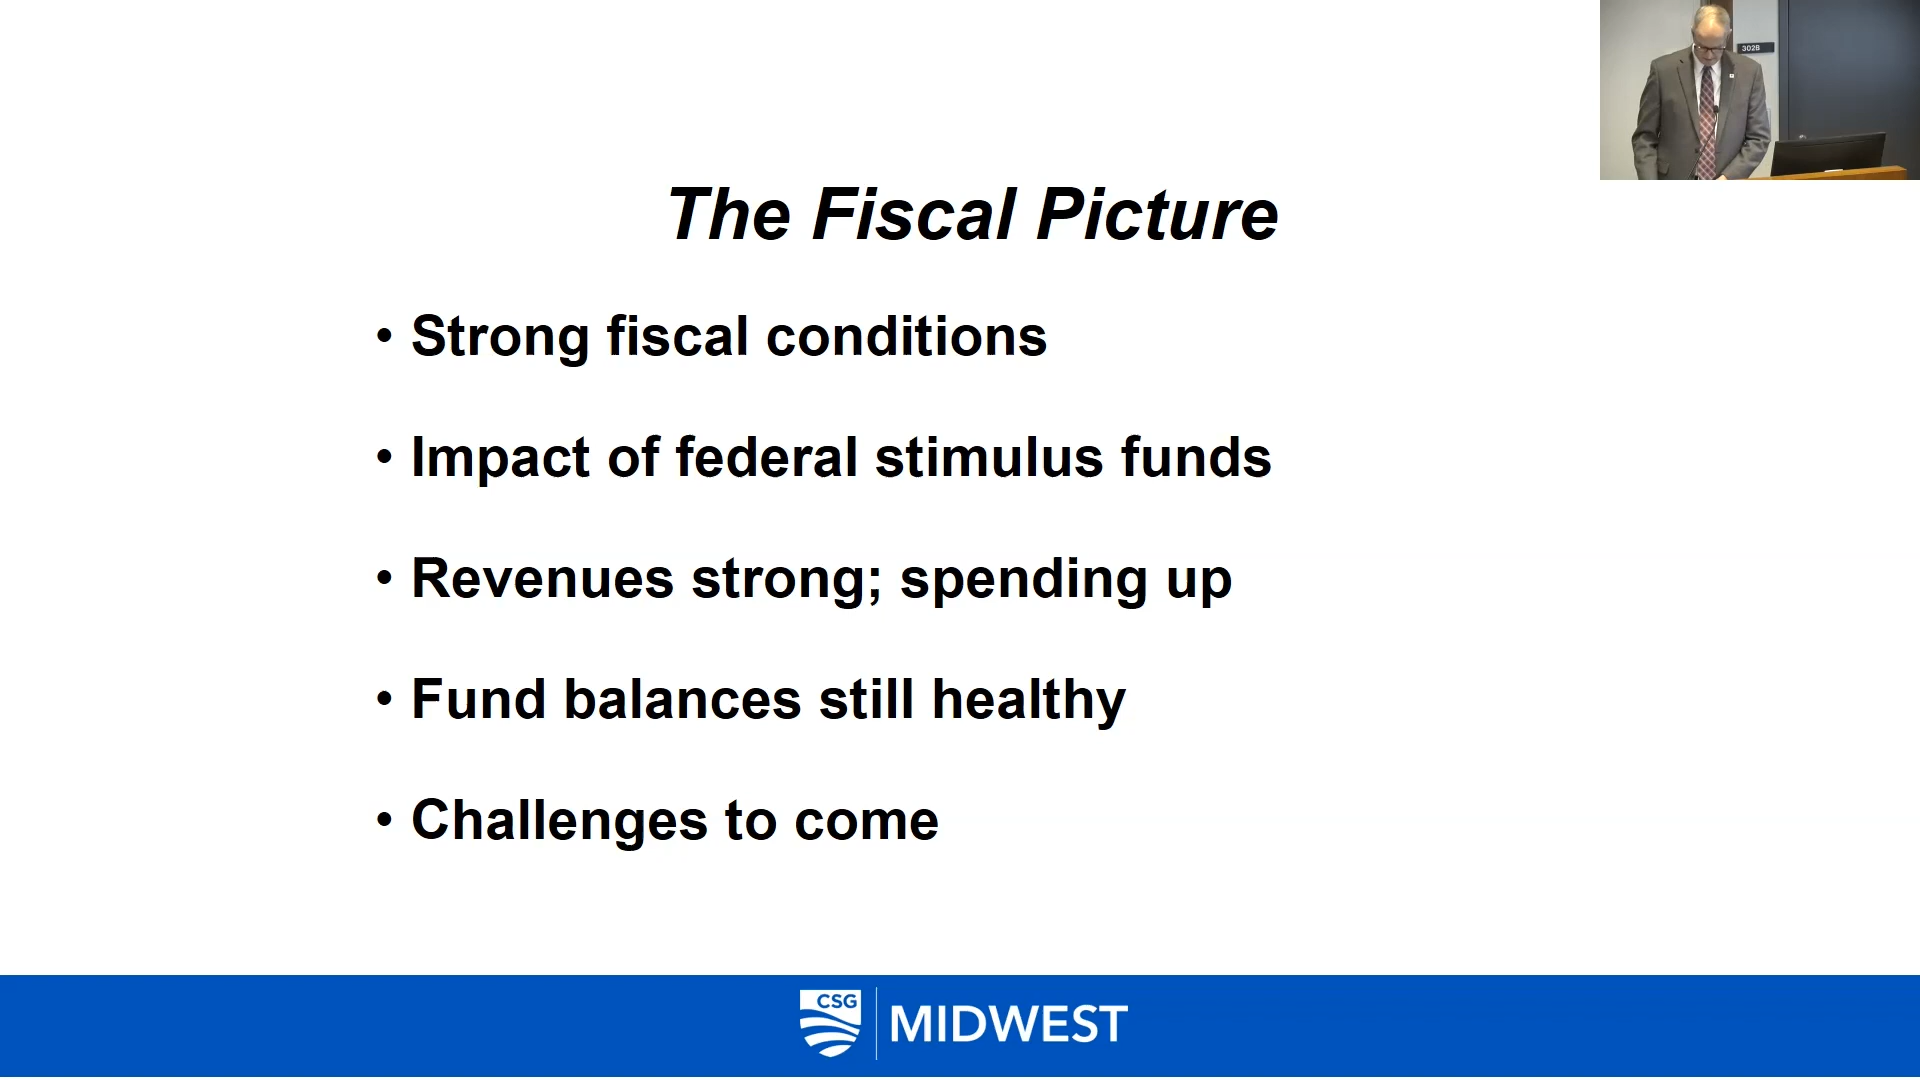 302B
The Fiscal Picture
• Strong fiscal conditions
• Impact of federal stimulus funds
• Revenues strong; spending up
• Fund balances still healthy
• Challenges to come
CSG
MIDWEST